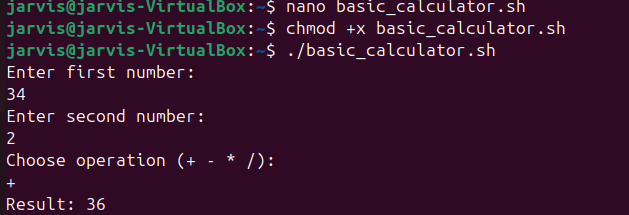 jarvis@jarvis-VirtualBox:~$ nano basic_calculator.sh
jarvis@jarvis-VirtualBox:~$ chmod +x basic_calculator.sh
jarvis@jarvis-VirtualBox:~$ ./basic_calculator.sh
Enter first number:
34
Enter second number:
2
Choose operation (+ - * /):
+
Result: 36